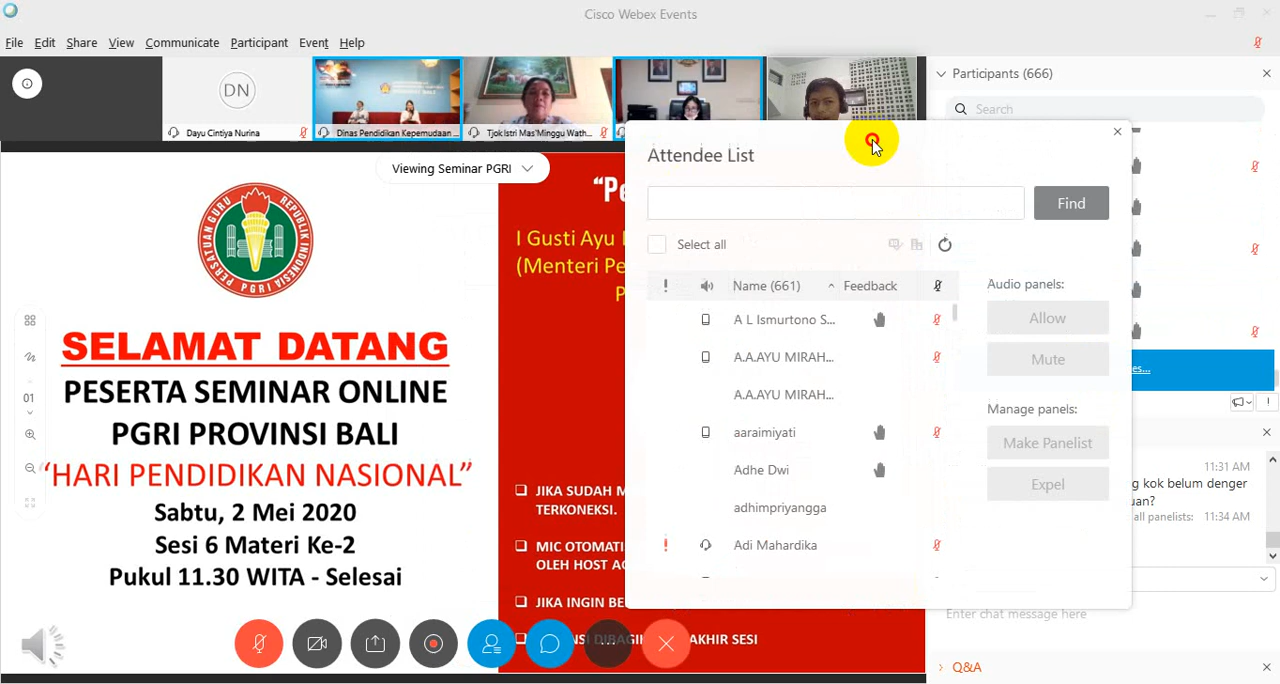 Cisco Webex Events
File Edit Share View Communicate Participant Event Help
DN
Dayu Cintiya Nurina
Dinas Pendidikan Kepemudaan ...
Tjok Istri Mas'Minggu Wath...
Participants (666)
Search
Viewing Seminar PGRI
PERSATUAN GURU REPUBLIK INDONESIA
PGRI
SELAMAT DATANG
PESERTA SEMINAR ONLINE
PGRI PROVINSI BALI
“HARI PENDIDIKAN NASIONAL”
Sabtu, 2 Mei 2020
Sesi 6 Materi Ke-2
Pukul 11.30 WITA - Selesai
01
I Gusti Ayu
(Menteri
JIKA SUDAH
TERKONEKSI.
MIC
OLEH HOST
JIKA INGIN
AKHIR SESI
Attendee List
Find
Select all
! Name (661) Feedback
A L Ismurtono S...
A.A.AYU MIRAH...
A.A.AYU MIRAH...
aaraimiyati
Adhe Dwi
adhimpriyangga
! Adi Mahardika
Audio panels:
Allow
Mute
Manage panels:
Make Panelist
Expel
es...
!
11:31 AM
g kok belum denger
uan?
all panelists: 11:34 AM
Enter chat message here
Q&A